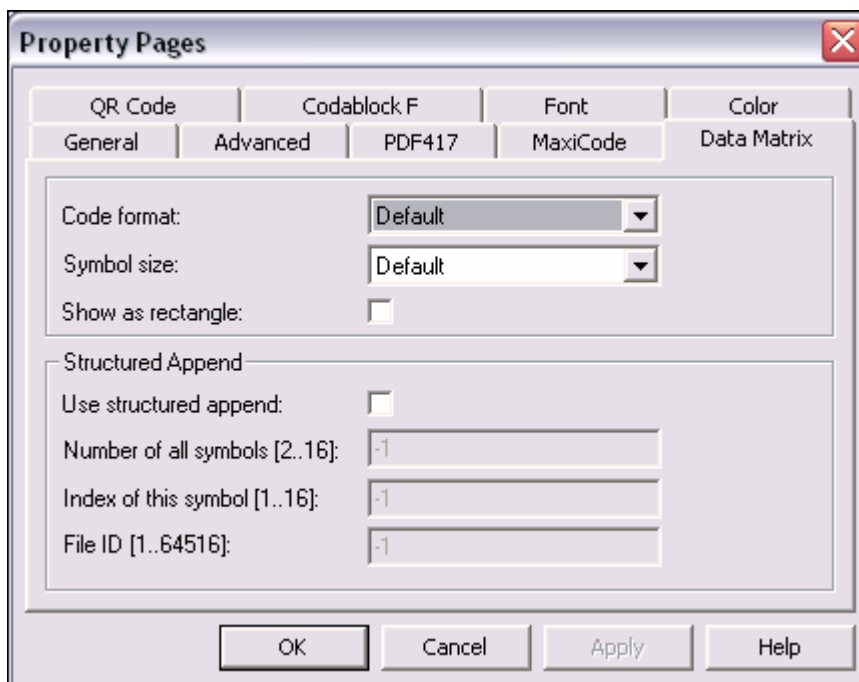 Property Pages
QR Code Codablock F Font Color
General Advanced PDF417 MaxiCode Data Matrix
Code format: Default
Symbol size: Default
Show as rectangle:
Structured Append
Use structured append:
Number of all symbols [2..16]: -1
Index of this symbol [1..16]: -1
File ID [1..64516]: -1
OK Cancel Apply Help